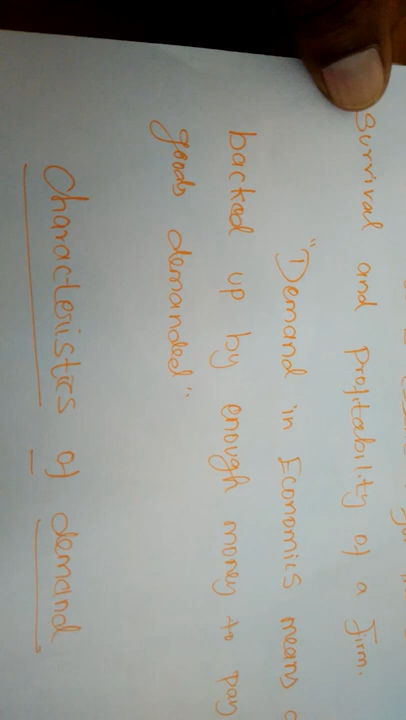 Survival and Profitability of a firm.
"Demand in Economics means
backed up by enough money to pay
goods demanded"
Characteristics of demand